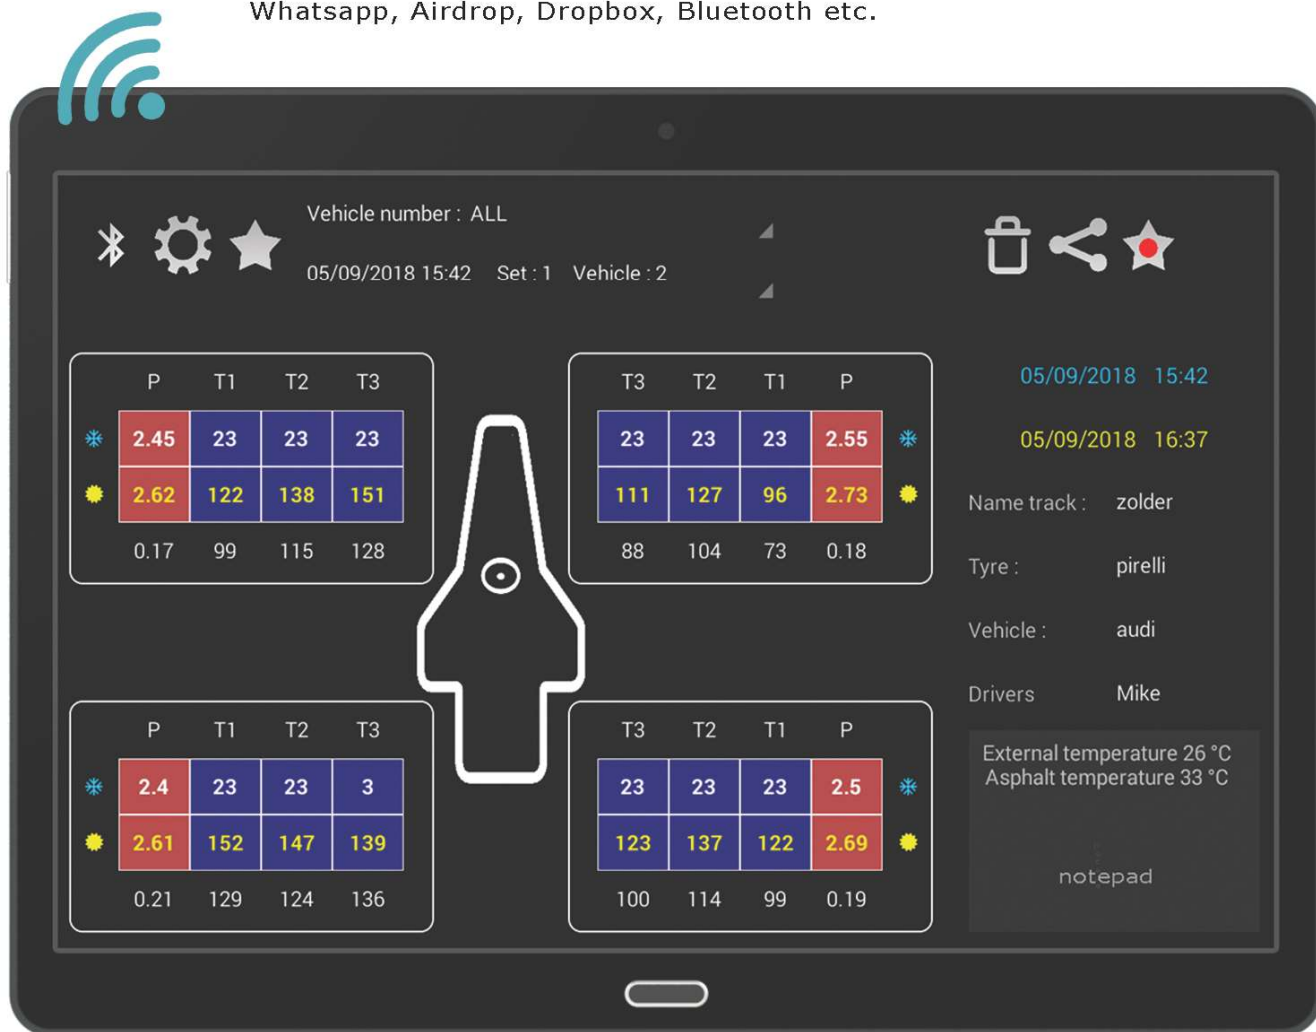 Whatsapp, Airdrop, Dropbox, Bluetooth etc.
Vehicle number : ALL
05/09/2018 15:42 Set : 1 Vehicle : 2
P T1 T2 T3
2.45 23 23 23
2.62 122 138 151
0.17 99 115 128
T3 T2 T1 P
23 23 23 2.55
111 127 96 2.73
88 104 73 0.18
P T1 T2 T3
2.4 23 23 3
2.61 152 147 139
0.21 129 124 136
T3 T2 T1 P
23 23 23 2.5
123 137 122 2.69
100 114 99 0.19
05/09/2018 15:42
05/09/2018 16:37
Name track : zolder
Tyre : pirelli
Vehicle : audi
Drivers Mike
External temperature 26 °C
Asphalt temperature 33 °C
notepad